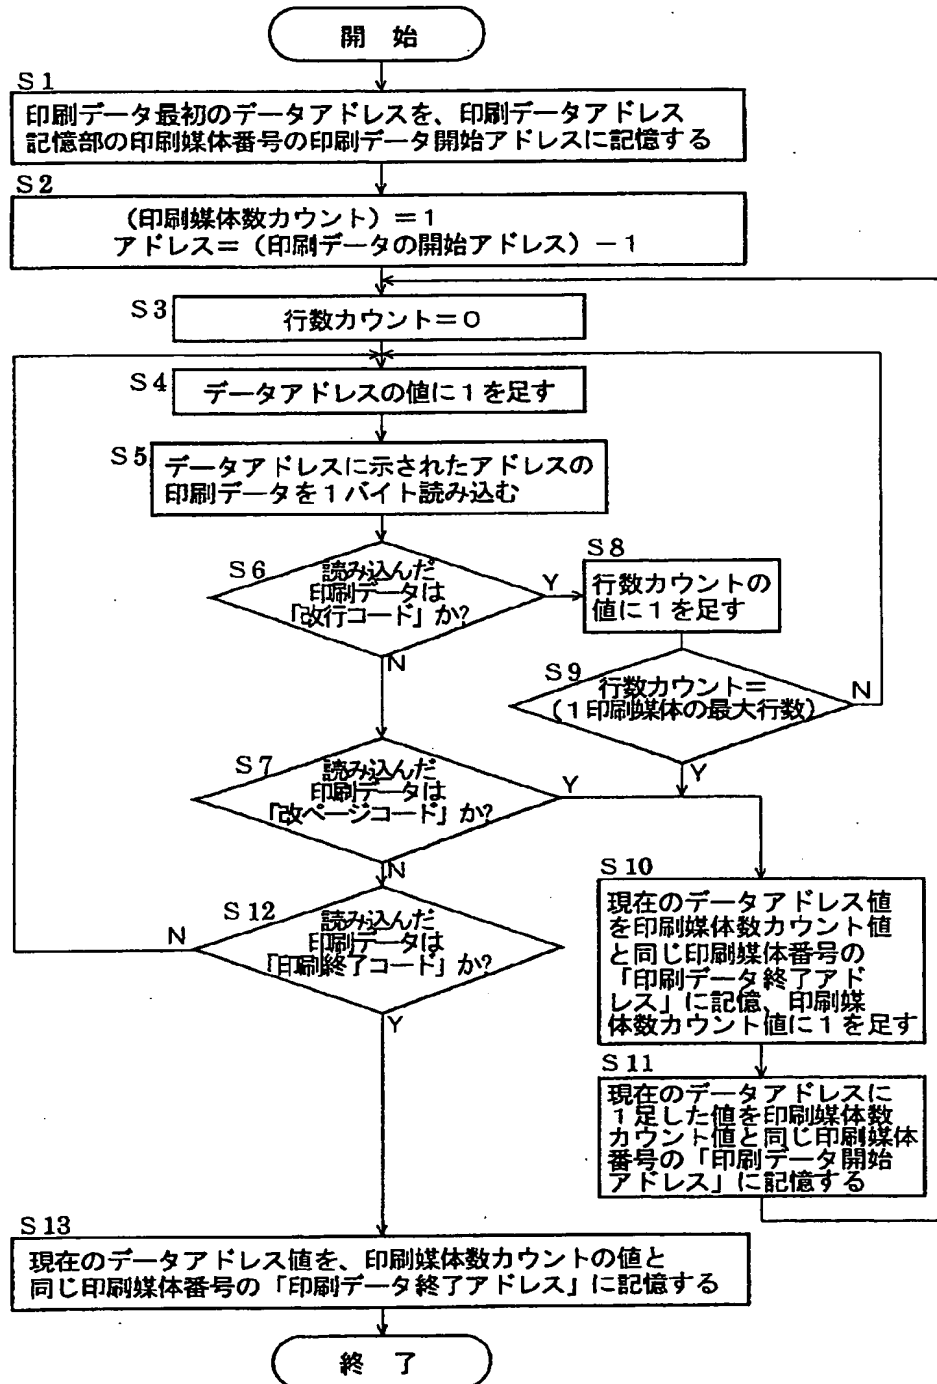 開 始
S1
印刷データ最初のデータアドレスを、印刷データアドレス
記憶部の印刷媒体番号の印刷データ開始アドレスに記憶する
S2
(印刷媒体数カウント)=1
アドレス=(印刷データの開始アドレス)-1
S3
行数カウント=0
S4
データアドレスの値に1を足す
S5
データアドレスに示されたアドレスの
印刷データを1バイト読み込む
S6
読み込んだ
印刷データは
「改行コード」か?
Y
N
S8
行数カウントの
値に1を足す
S9
行数カウント=
(1印刷媒体の最大行数)
N
Y
S7
読み込んだ
印刷データは
「改ページコード」か?
Y
N
S10
現在のデータアドレス値
を印刷媒体数カウント値
と同じ印刷媒体番号の
「印刷データ終了アド
レス」に記憶、印刷媒
体数カウント値に1を足す
S11
現在のデータアドレスに
1足した値を印刷媒体数
カウント値と同じ印刷媒体
番号の「印刷データ開始
アドレス」に記憶する
S12
読み込んだ
印刷データは
「印刷終了コード」か?
N
Y
S13
現在のデータアドレス値を、印刷媒体数カウントの値と
同じ印刷媒体番号の「印刷データ終了アドレス」に記憶する
終 了